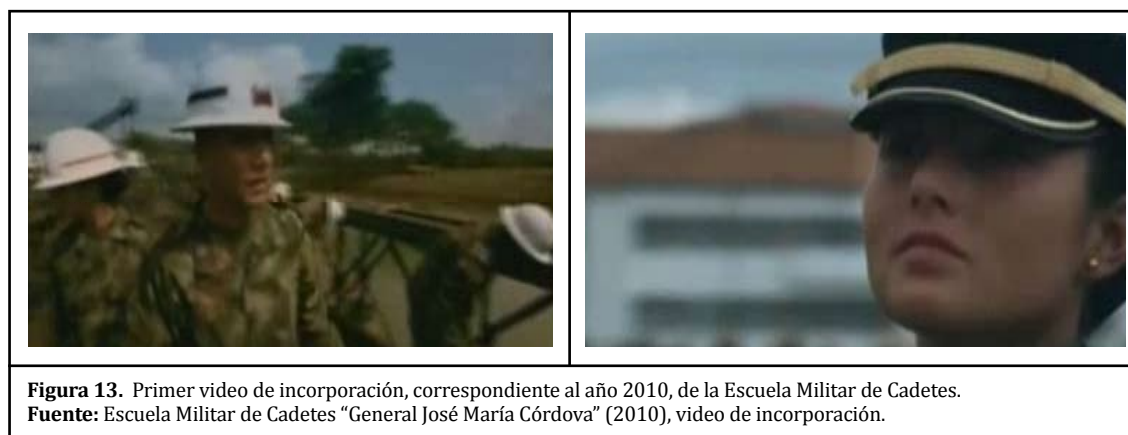 Figura 13. Primer video de incorporación, correspondiente al año 2010, de la Escuela Militar de Cadetes.
Fuente: Escuela Militar de Cadetes “General José María Córdova” (2010), video de incorporación.